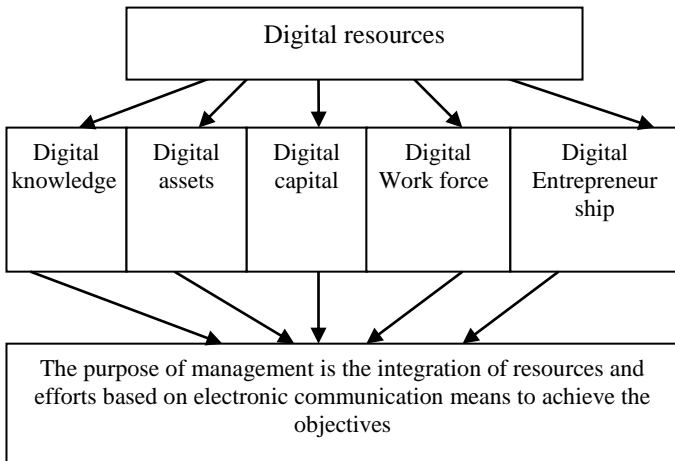 Digital resources
Digital
knowledge
Digital
assets
Digital
capital
Digital
Work force
Digital
Entrepreneur
ship
The purpose of management is the integration of resources and
efforts based on electronic communication means to achieve the
objectives